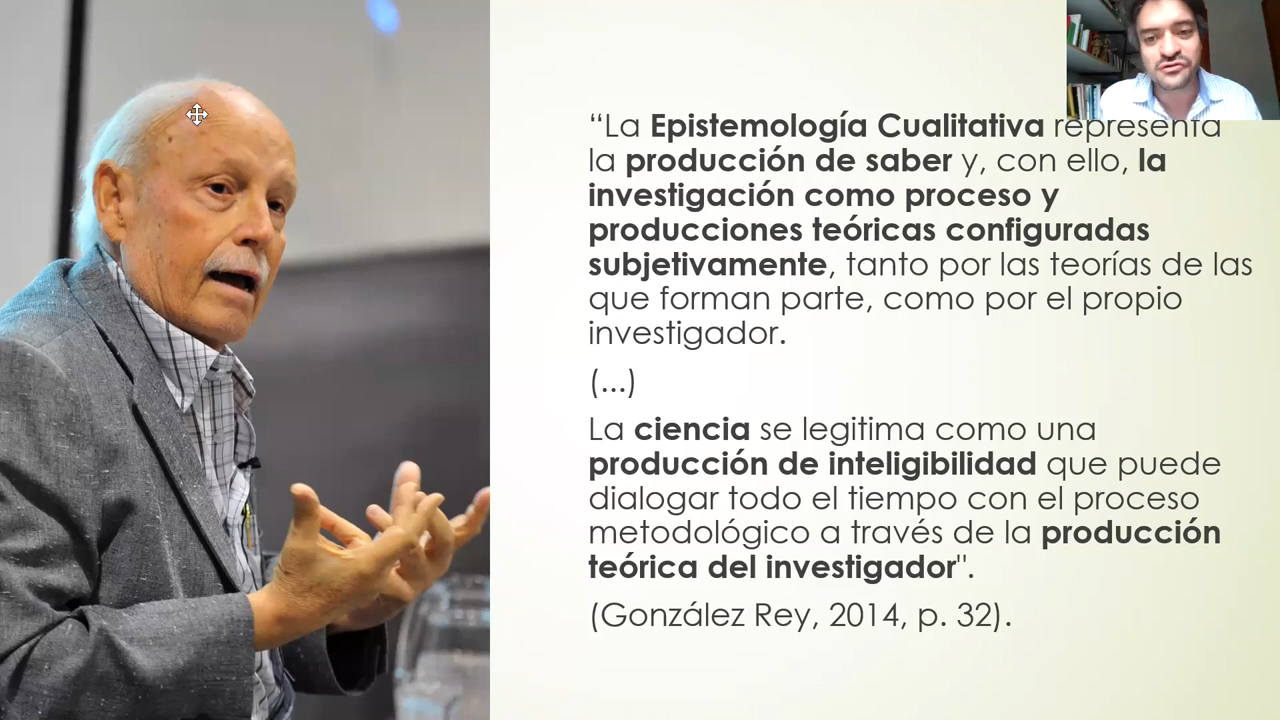 “La Epistemología Cualitativa representa
la producción de saber y, con ello, la
investigación como proceso y
producciones teóricas configuradas
subjetivamente, tanto por las teorías de las
que forman parte, como por el propio
investigador.
(...)
La ciencia se legitima como una
producción de inteligibilidad que puede
dialogar todo el tiempo con el proceso
metodológico a través de la producción
teórica del investigador".
(González Rey, 2014, p. 32).